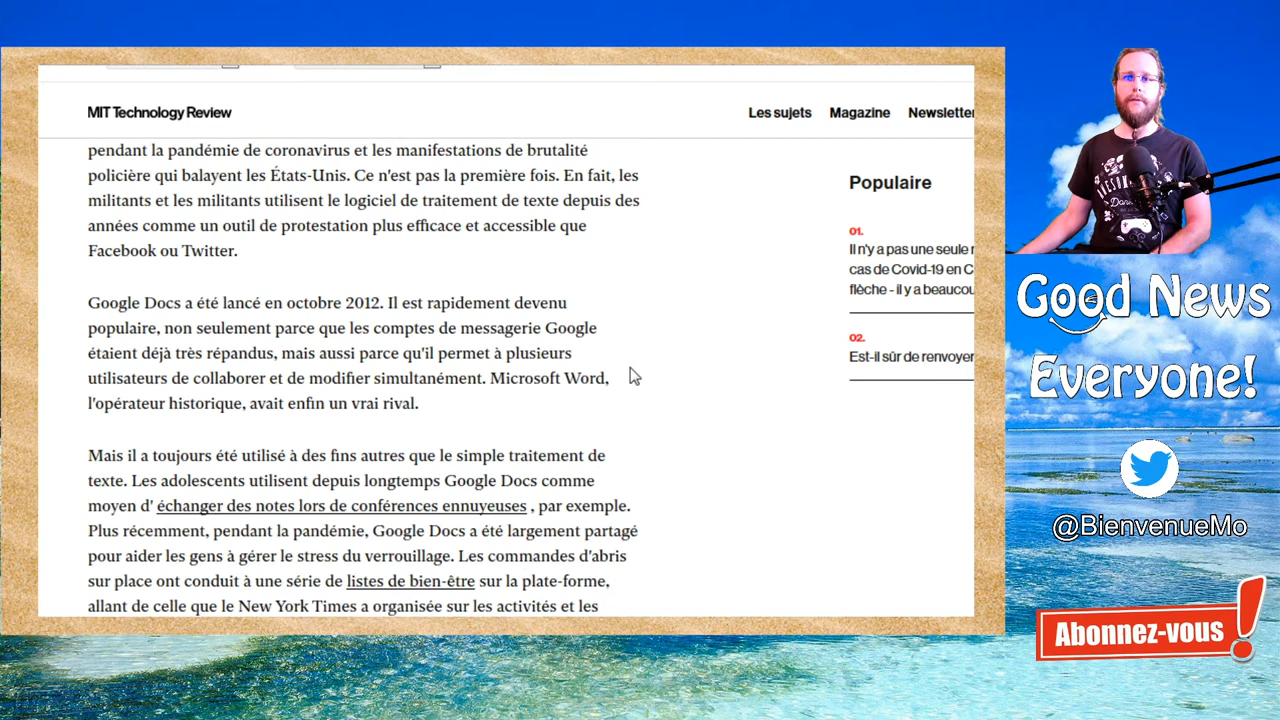 MIT Technology Review
Les sujets
Magazine
Newsletter
pendant la pandémie de coronavirus et les manifestations de brutalité
policière qui balayent les États-Unis. Ce n'est pas la première fois. En fait, les
militants et les militants utilisent le logiciel de traitement de texte depuis des
années comme un outil de protestation plus efficace et accessible que
Facebook ou Twitter.
Google Docs a été lancé en octobre 2012. Il est rapidement devenu
populaire, non seulement parce que les comptes de messagerie Google
étaient déjà très répandus, mais aussi parce qu'il permet à plusieurs
utilisateurs de collaborer et de modifier simultanément. Microsoft Word,
l'opérateur historique, avait enfin un vrai rival.
Mais il a toujours été utilisé à des fins autres que le simple traitement de
texte. Les adolescents utilisent depuis longtemps Google Docs comme
moyen d' échanger des notes lors de conférences ennuyeuses , par exemple.
Plus récemment, pendant la pandémie, Google Docs a été largement partagé
pour aider les gens à gérer le stress du verrouillage. Les commandes d'abris
sur place ont conduit à une série de listes de bien-être sur la plate-forme,
allant de celle que le New York Times a organisée sur les activités et les
Populaire
01.
Il n'y a pas une seule
cas de Covid-19 en C
flèche - il y a beaucou
02.
Est-il sûr de renvoyer
AWESOME
Good News
Everyone!
@BienvenueMo
Abonnez-vous !